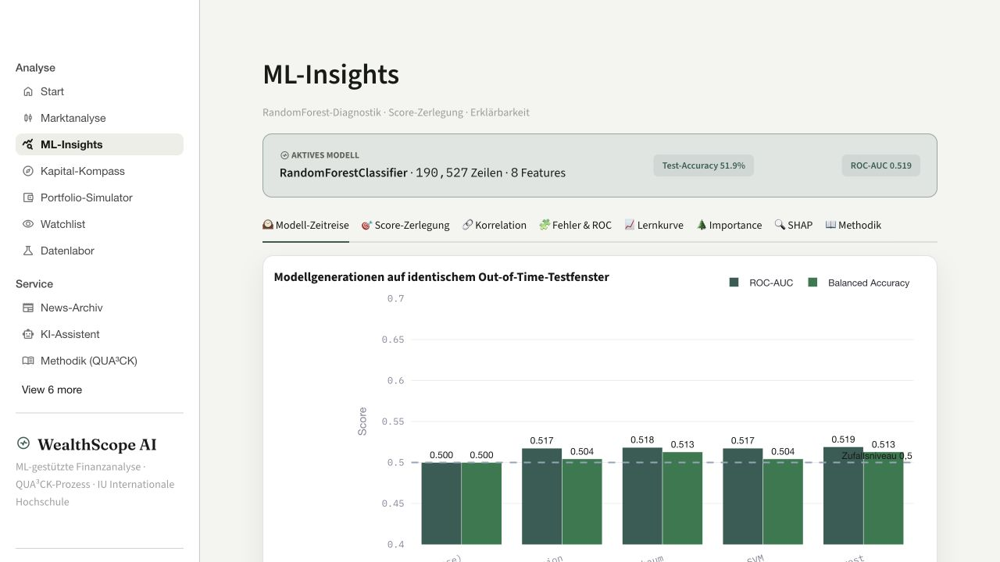 Analyse
Start
Marktanalyse
ML-Insights
Kapital-Kompass
Portfolio-Simulator
Watchlist
Datenlabor
Service
News-Archiv
KI-Assistent
Methodik (QUA³CK)
View 6 more
WealthScope AI
ML-gestützte Finanzanalyse ·
QUA³CK-Prozess · IU Internationale
Hochschule
ML-Insights
RandomForest-Diagnostik · Score-Zerlegung · Erklärbarkeit
AKTIVES MODELL
RandomForestClassifier · 190,527 Zeilen · 8 Features
Test-Accuracy 51.9%
ROC-AUC 0.519
Modell-Zeitreise Score-Zerlegung Korrelation Fehler & ROC Lernkurve Importance SHAP Methodik
Modellgenerationen auf identischem Out-of-Time-Testfenster
ROC-AUC Balanced Accuracy
0.7
0.65
0.6
0.55
0.5
0.45
0.4
Score
0.500 0.500 0.517 0.504 0.518 0.513 0.517 0.504 0.519 0.513
Zufallsniveau 0,5
SVM